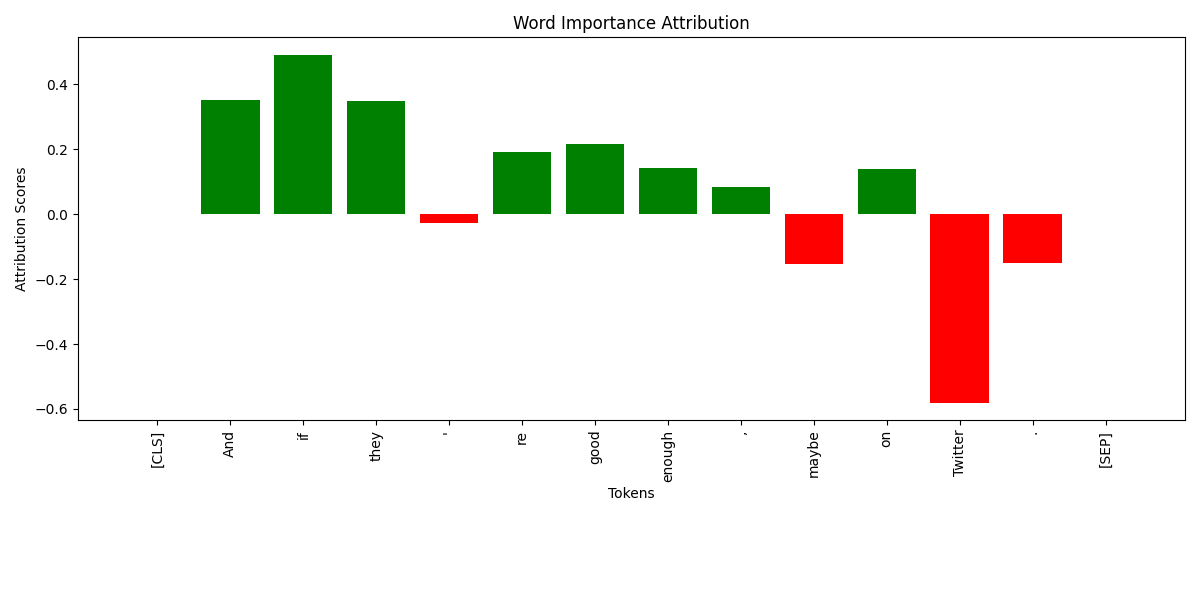 Word Importance Attribution
Attribution Scores
0.4
0.2
0.0
−0.2
−0.4
−0.6
[CLS]
And
if
they
'
re
good
enough
,
maybe
on
Twitter
.
[SEP]
Tokens